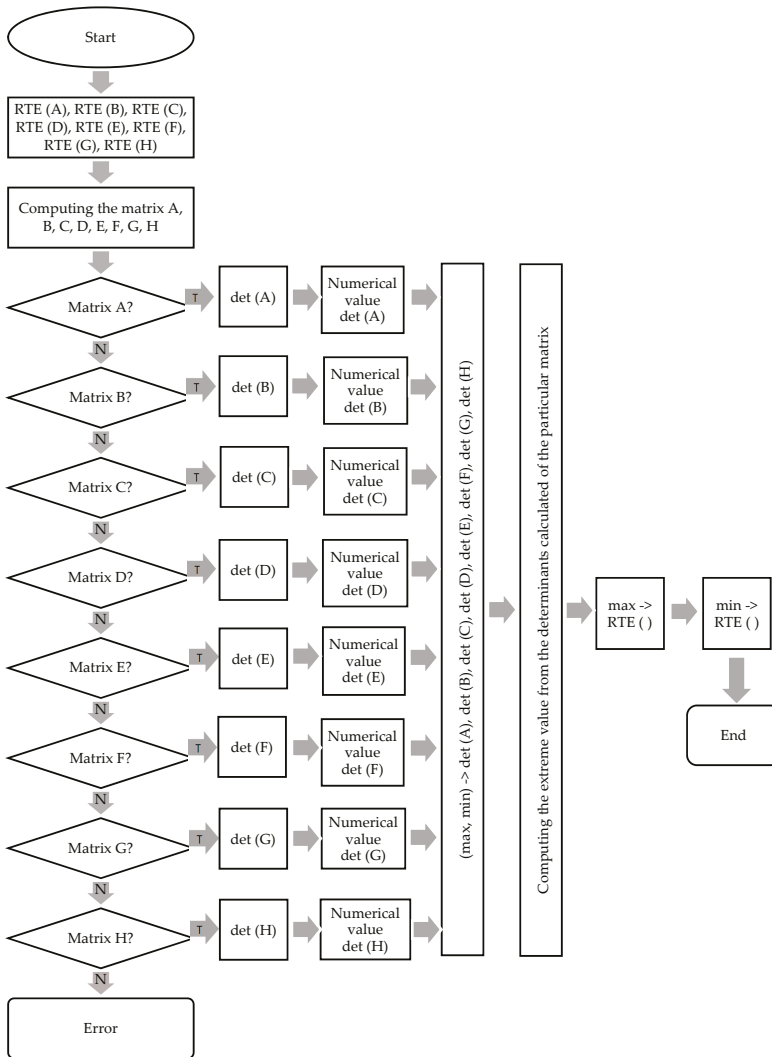 Start
RTE (A), RTE (B), RTE (C),
RTE (D), RTE (E), RTE (F),
RTE (G), RTE (H)
Computing the matrix A,
B, C, D, E, F, G, H
Matrix A?
T
det (A)
Numerical
value
det (A)
N
Matrix B?
T
det (B)
Numerical
value
det (B)
N
Matrix C?
T
det (C)
Numerical
value
det (C)
N
Matrix D?
T
det (D)
Numerical
value
det (D)
N
Matrix E?
T
det (E)
Numerical
value
det (E)
N
Matrix F?
T
det (F)
Numerical
value
det (F)
N
Matrix G?
T
det (G)
Numerical
value
det (G)
N
Matrix H?
T
det (H)
Numerical
value
det (H)
N
Error
(max, min) -> det (A), det (B), det (C), det (D), det (E), det (F), det (G), det (H)
Computing the extreme value from the determinants calculated of the particular matrix
max ->
RTE ( )
min ->
RTE ( )
End